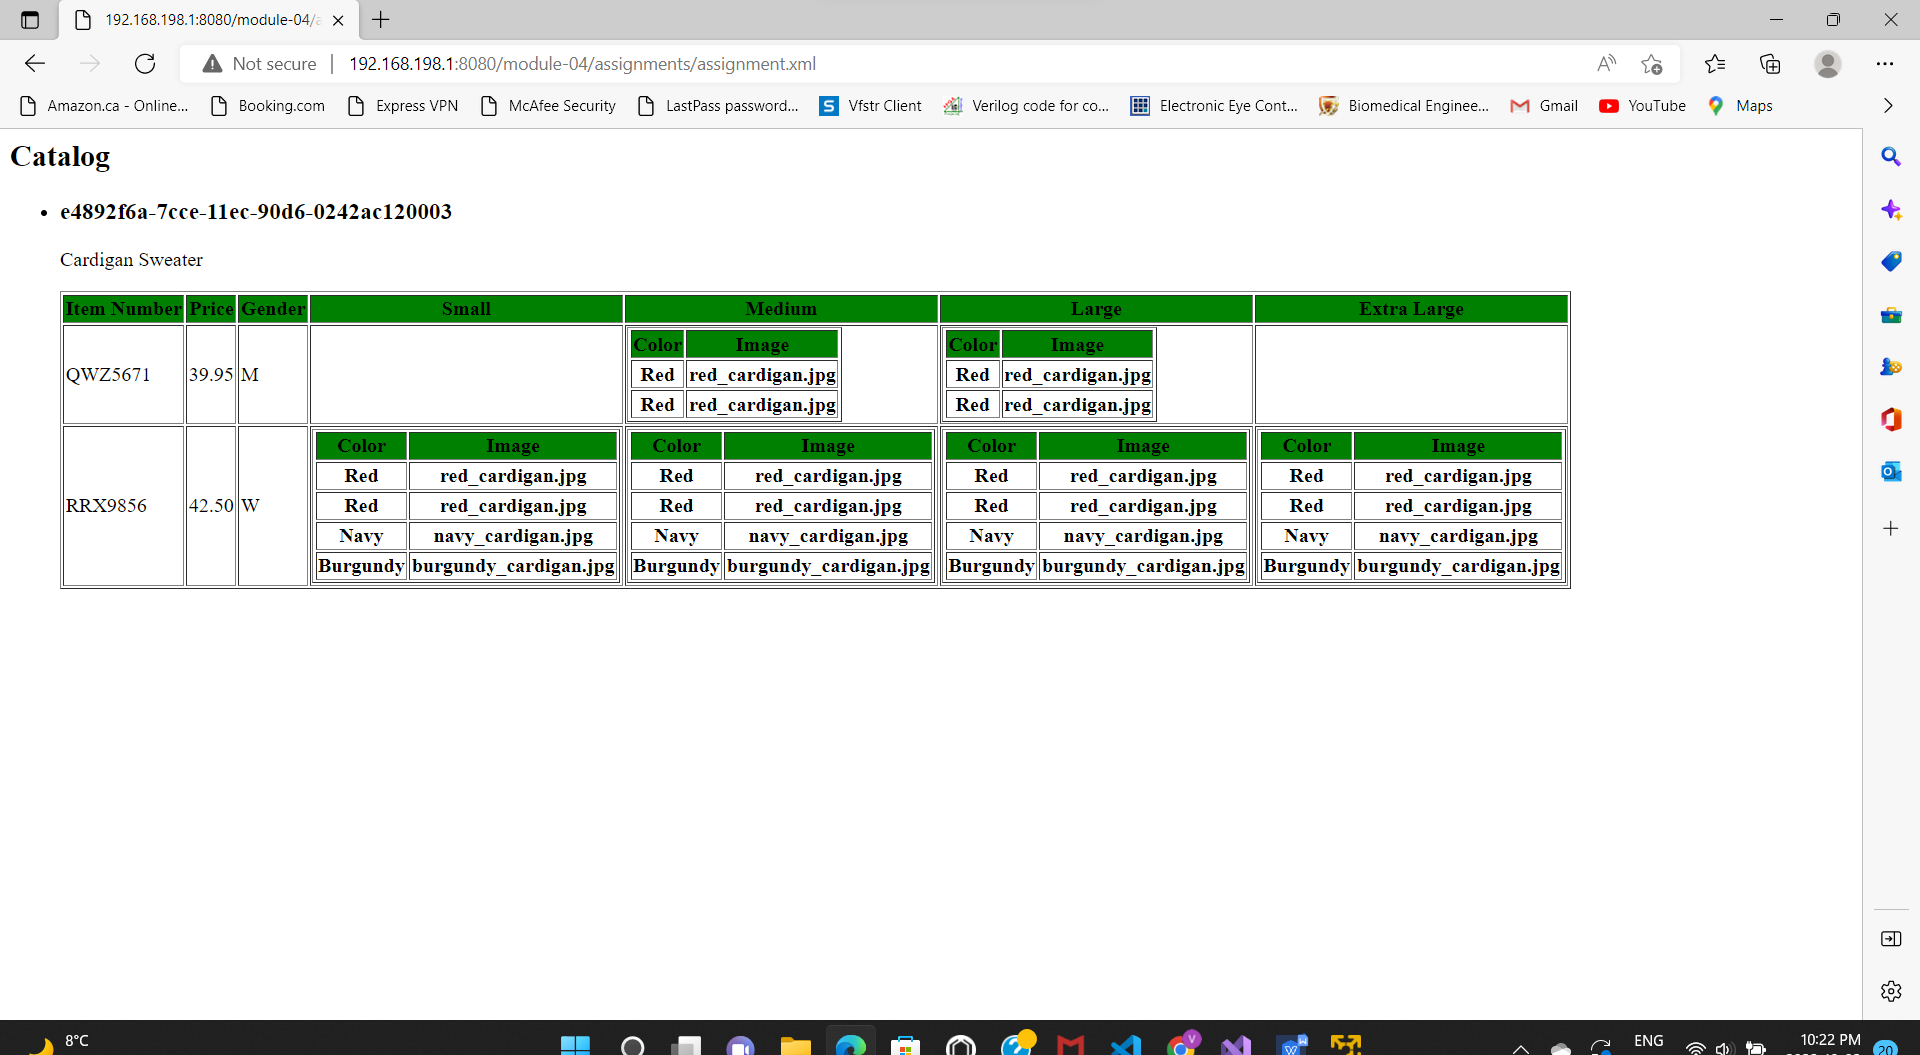 192.168.198.1:8080/module-04/a
Not secure 192.168.198.1:8080/module-04/assignments/assignment.xml
Amazon.ca - Online... Booking.com Express VPN McAfee Security LastPass password... S Vfstr Client Verilog code for co... Electronic Eye Cont... Biomedical Enginee... Gmail YouTube Maps
Catalog
e4892f6a-7cce-11ec-90d6-0242ac120003
Cardigan Sweater
Item Number Price Gender Small Medium Large Extra Large
Color Image Color Image
QWZ5671 39.95 M Red red_cardigan.jpg Red red_cardigan.jpg
Red red_cardigan.jpg Red red_cardigan.jpg
Color Image Color Image Color Image Color Image
Red red_cardigan.jpg Red red_cardigan.jpg Red red_cardigan.jpg Red red_cardigan.jpg
RRX9856 42.50 W Red red_cardigan.jpg Red red_cardigan.jpg Red red_cardigan.jpg Red red_cardigan.jpg
Navy navy_cardigan.jpg Navy navy_cardigan.jpg Navy navy_cardigan.jpg Navy navy_cardigan.jpg
Burgundy burgundy_cardigan.jpg Burgundy burgundy_cardigan.jpg Burgundy burgundy_cardigan.jpg Burgundy burgundy_cardigan.jpg
8°C ENG 10:22 PM
20